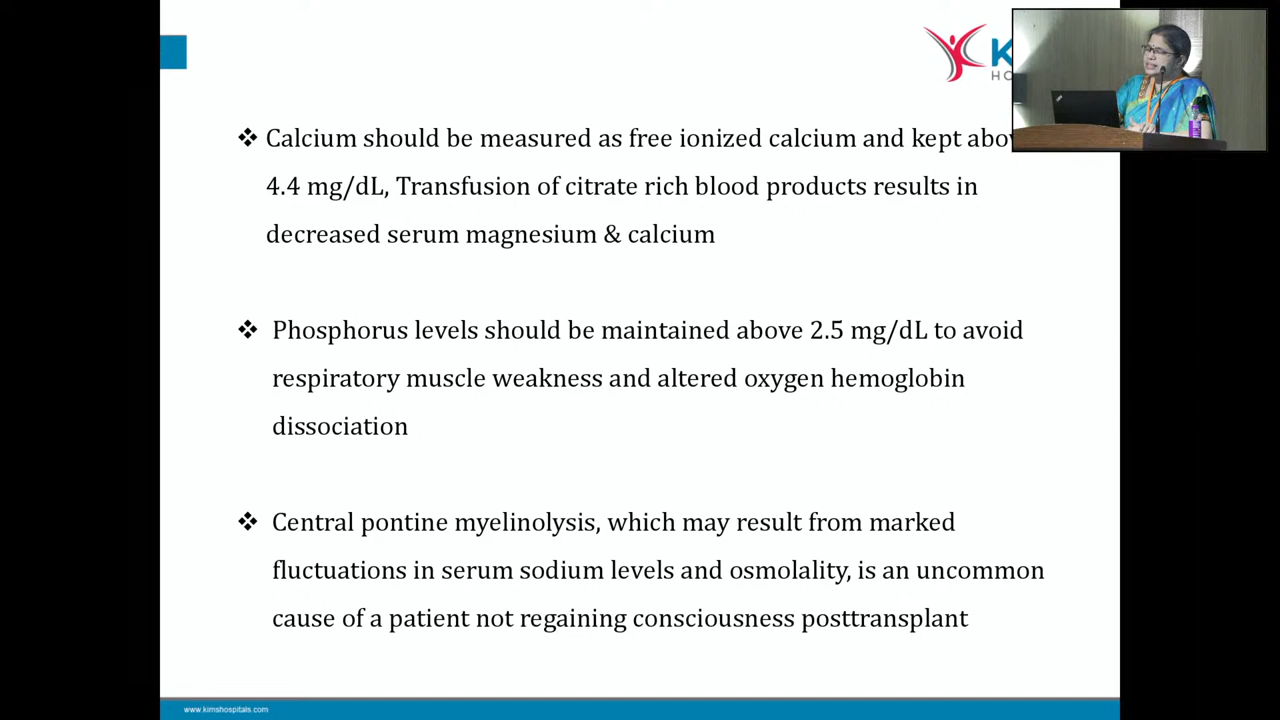 ❖ Calcium should be measured as free ionized calcium and kept
4.4 mg/dL, Transfusion of citrate rich blood products results in
decreased serum magnesium & calcium
❖ Phosphorus levels should be maintained above 2.5 mg/dL to avoid
respiratory muscle weakness and altered oxygen hemoglobin
dissociation
❖ Central pontine myelinolysis, which may result from marked
fluctuations in serum sodium levels and osmolality, is an uncommon
cause of a patient not regaining consciousness posttransplant
www.kimshospitals.com